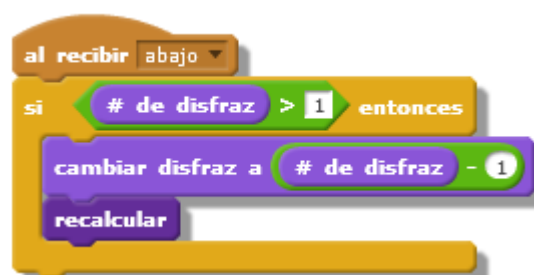 al recibir abajo
si # de disfraz > 1 entonces
cambiar disfraz a # de disfraz - 1
recalcular